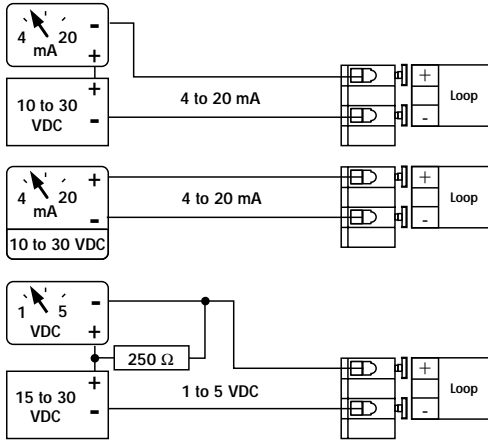 4 20 -
mA
+
+
10 to 30
VDC -
4 to 20 mA
+
Loop
-
4 20 +
mA
-
10 to 30 VDC
4 to 20 mA
+
Loop
-
1 5 -
VDC +
250 Ω
+
15 to 30
VDC -
1 to 5 VDC
+
Loop
-